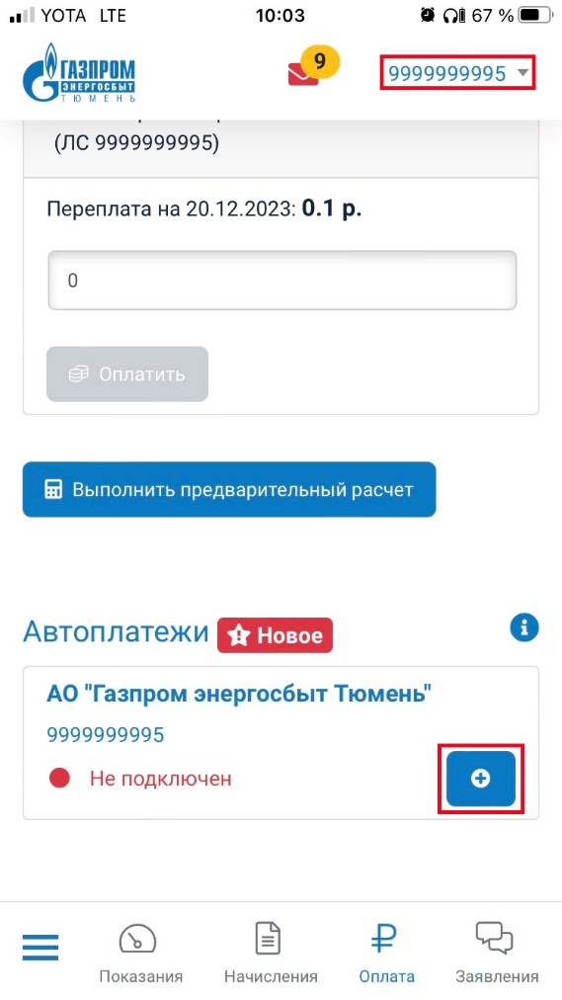 YOTA LTE 10:03 67 %
ГАЗПРОМ
ЭНЕРГОСБЫТ
ТЮМЕНЬ
9
9999999995
(ЛС 9999999995)
Переплата на 20.12.2023: 0.1 р.
0
Оплатить
Выполнить предварительный расчет
Автоплатежи Новое
АО "Газпром энергосбыт Тюмень"
9999999995
Не подключен
Показания Начисления Оплата Заявления